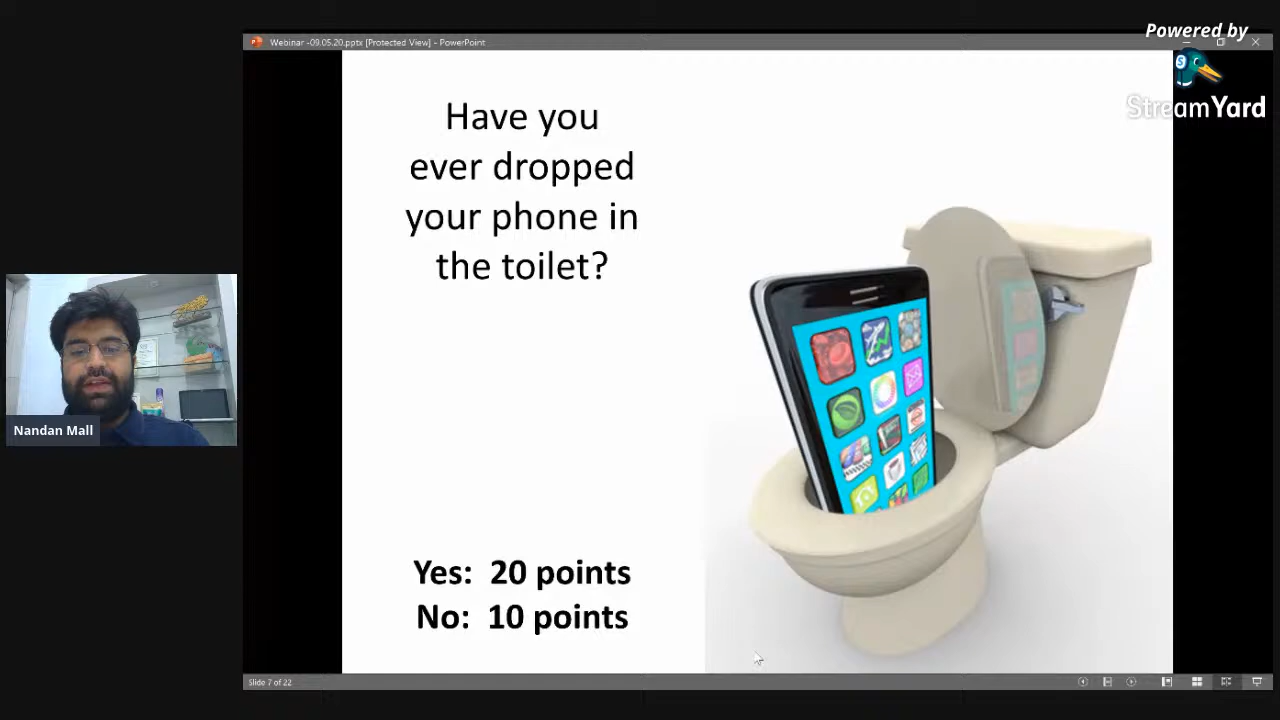 Powered by
StreamYard
Webinar -09.05.20.pptx [Protected View] - PowerPoint
Have you
ever dropped
your phone in
the toilet?
Yes: 20 points
No: 10 points
Nandan Mall
Slide 7 of 22